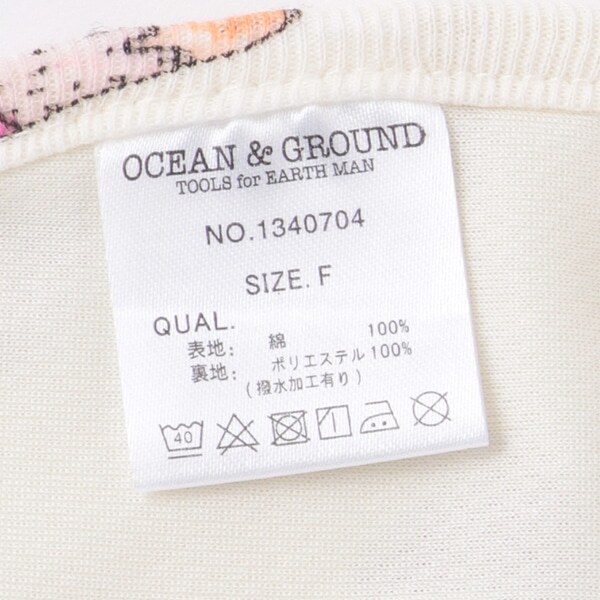 OCEAN & GROUND
TOOLS for EARTH MAN
NO.1340704
SIZE. F
QUAL.
表地: 綿 100%
裏地: ポリエステル 100%
(撥水加工有り)
40